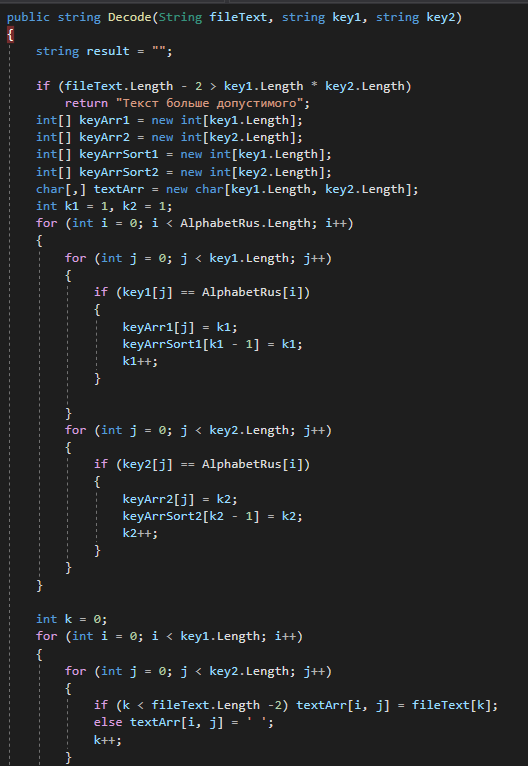 public string Decode(String fileText, string key1, string key2)
{
    string result = "";

    if (fileText.Length - 2 > key1.Length * key2.Length)
        return "Текст больше допустимого";
    int[] keyArr1 = new int[key1.Length];
    int[] keyArr2 = new int[key2.Length];
    int[] keyArrSort1 = new int[key1.Length];
    int[] keyArrSort2 = new int[key2.Length];
    char[,] textArr = new char[key1.Length, key2.Length];
    int k1 = 1, k2 = 1;
    for (int i = 0; i < AlphabetRus.Length; i++)
    {
        for (int j = 0; j < key1.Length; j++)
        {
            if (key1[j] == AlphabetRus[i])
            {
                keyArr1[j] = k1;
                keyArrSort1[k1 - 1] = k1;
                k1++;
            }

        }
        for (int j = 0; j < key2.Length; j++)
        {
            if (key2[j] == AlphabetRus[i])
            {
                keyArr2[j] = k2;
                keyArrSort2[k2 - 1] = k2;
                k2++;
            }
        }
    }

    int k = 0;
    for (int i = 0; i < key1.Length; i++)
    {
        for (int j = 0; j < key2.Length; j++)
        {
            if (k < fileText.Length -2) textArr[i, j] = fileText[k];
            else textArr[i, j] = ' ';
            k++;
        }